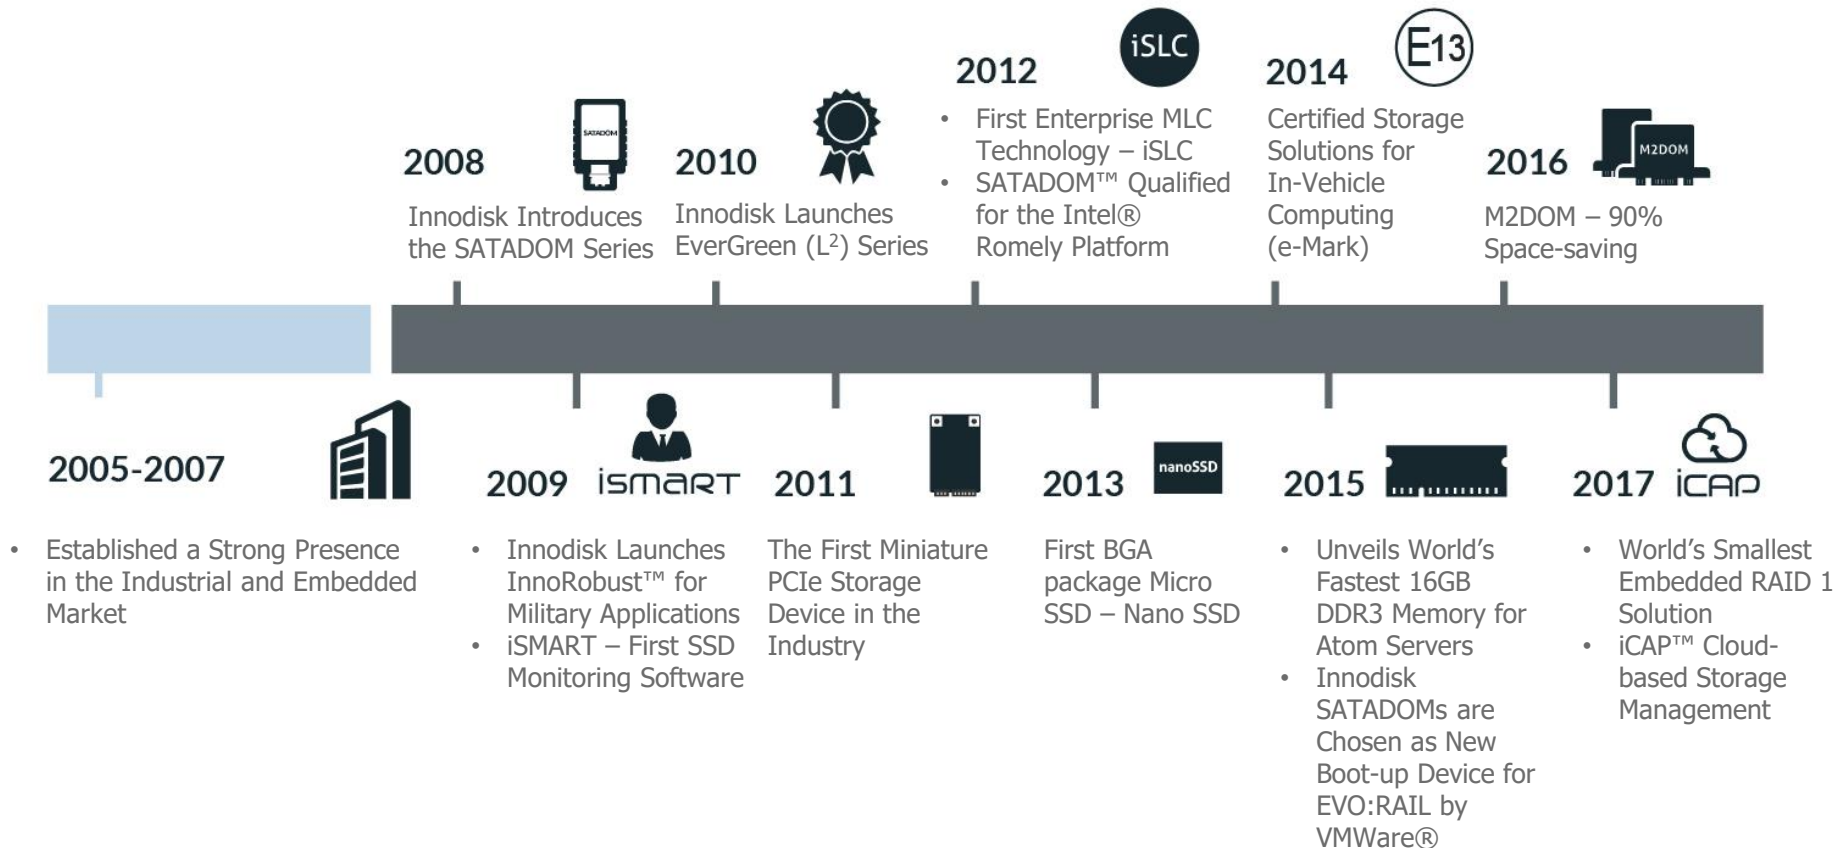 2008
SATADOM
Innodisk Introduces
the SATADOM Series
2010
Innodisk Launches
EverGreen (L²) Series
2012
iSLC
• First Enterprise MLC
Technology – iSLC
• SATADOM™ Qualified
for the Intel®
Romely Platform
2014
E13
Certified Storage
Solutions for
In-Vehicle
Computing
(e-Mark)
2016
M2DOM
M2DOM – 90%
Space-saving
2005-2007
• Established a Strong Presence
in the Industrial and Embedded
Market
2009
iSMART
• Innodisk Launches
InnoRobust™ for
Military Applications
• iSMART – First SSD
Monitoring Software
2011
The First Miniature
PCIe Storage
Device in the
Industry
2013
nanoSSD
First BGA
package Micro
SSD – Nano SSD
2015
• Unveils World's
Fastest 16GB
DDR3 Memory for
Atom Servers
• Innodisk
SATADOMs are
Chosen as New
Boot-up Device for
EVO:RAIL by
VMWare®
2017
iCAP
• World's Smallest
Embedded RAID 1
Solution
• iCAP™ Cloud-
based Storage
Management